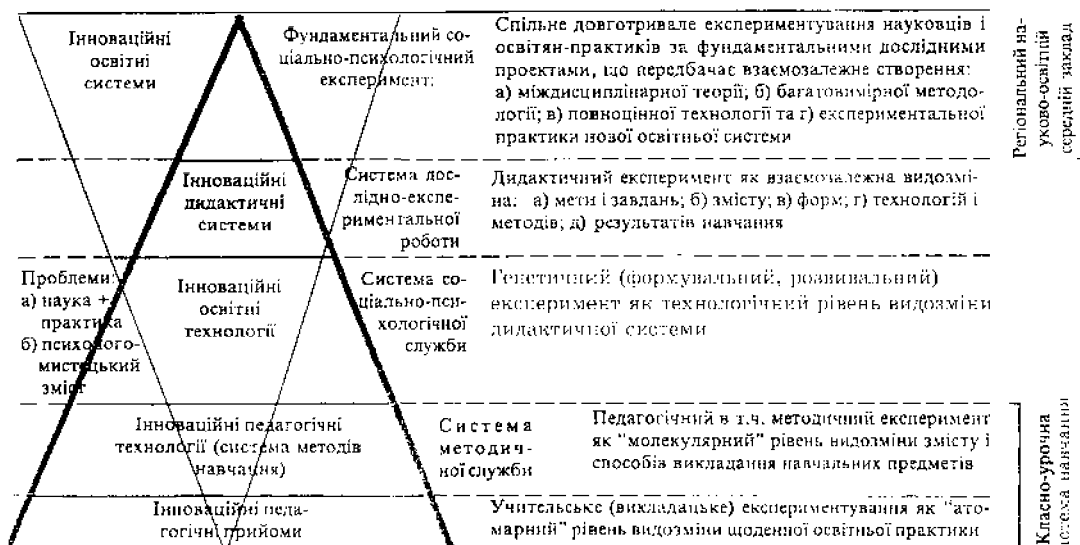 Інноваційні
освітні
системи
Фундаментальний со-
ціально-психологічний
експеримент:
Спільне довготривале експериментування науковців і
освітян-практиків за фундаментальними дослідними
проектами, що передбачає взаємозалежне створення:
а) міждисциплінарної теорії; б) багатовимірної методо-
логії; в) повноцінної технології та г) експериментальної
практики нової освітньої системи
Регіональний на-
уково-освітній
середній заклад
Інноваційні
дидактичні
системи
Система дос-
лідно-експе-
риментальної
роботи
Дидактичний експеримент як взаємозалежна видозмі-
на: а) мети і завдань; б) змісту; в) форм; г) технологій і
методів; д) результатів навчання
Проблеми:
а) наука +
практика
б) психолого-
мистецький
зміст
Інноваційні
освітні
технології
Система со-
ціально-пси-
хологічної
служби
Генетичний (формувальний, розвивальний)
експеримент як технологічний рівень видозміни
дидактичної системи
Інноваційні педагогічні
технології (система методів
навчання)
Система
методич-
ної служби
Педагогічний в т.ч. методичний експеримент
як "молекулярний" рівень видозміни змісту і
способів викладання навчальних предметів
Інноваційні педа-
гогічні прийоми
Учительське (викладацьке) експериментування як "ато-
марний" рівень видозміни щоденної освітньої практики
Класно-урочна
система навчання